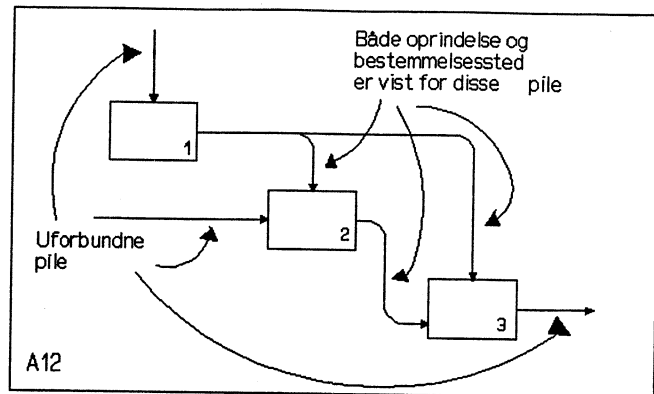 Både oprindelse og
bestemmelsessted
er vist for disse pile
1
2
Uforbundne
pile
3
A12